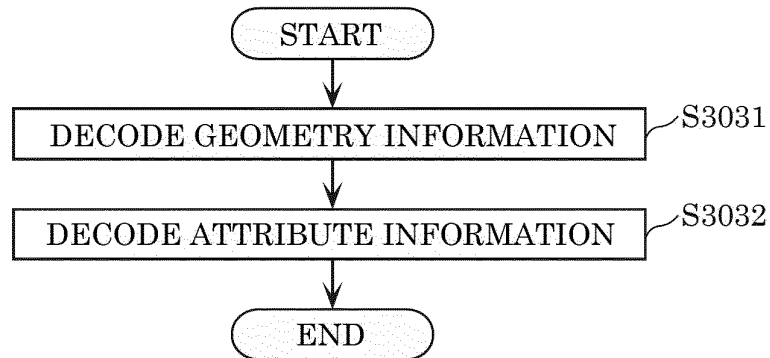 START
DECODE GEOMETRY INFORMATION
S3031
DECODE ATTRIBUTE INFORMATION
S3032
END